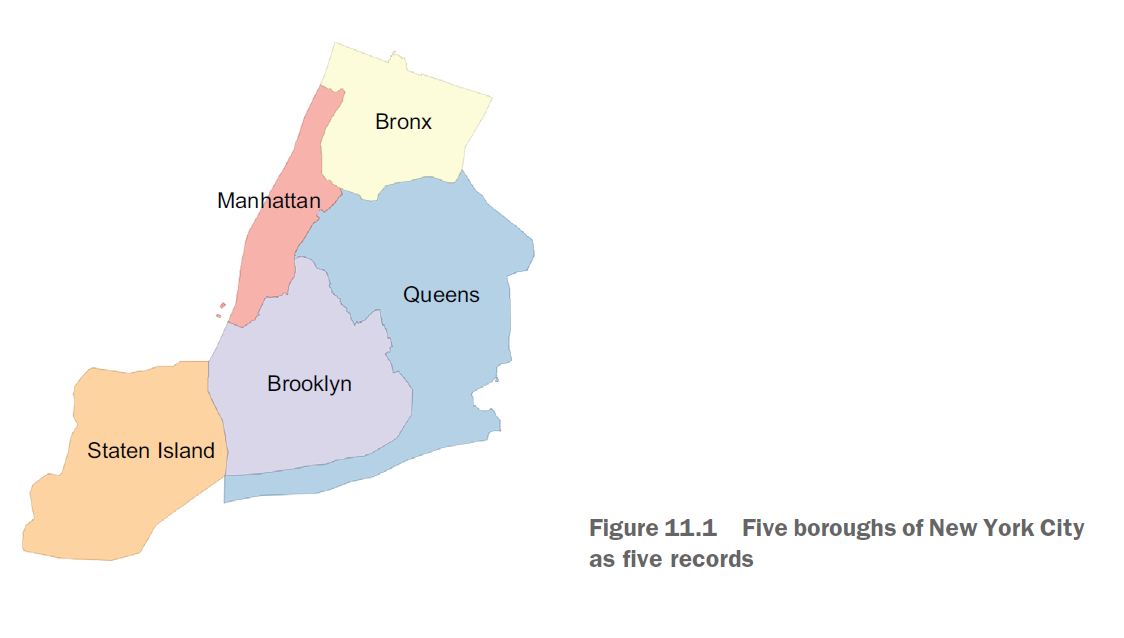 Bronx
Manhattan
Queens
Brooklyn
Staten Island
Figure 11.1 Five boroughs of New York City
as five records